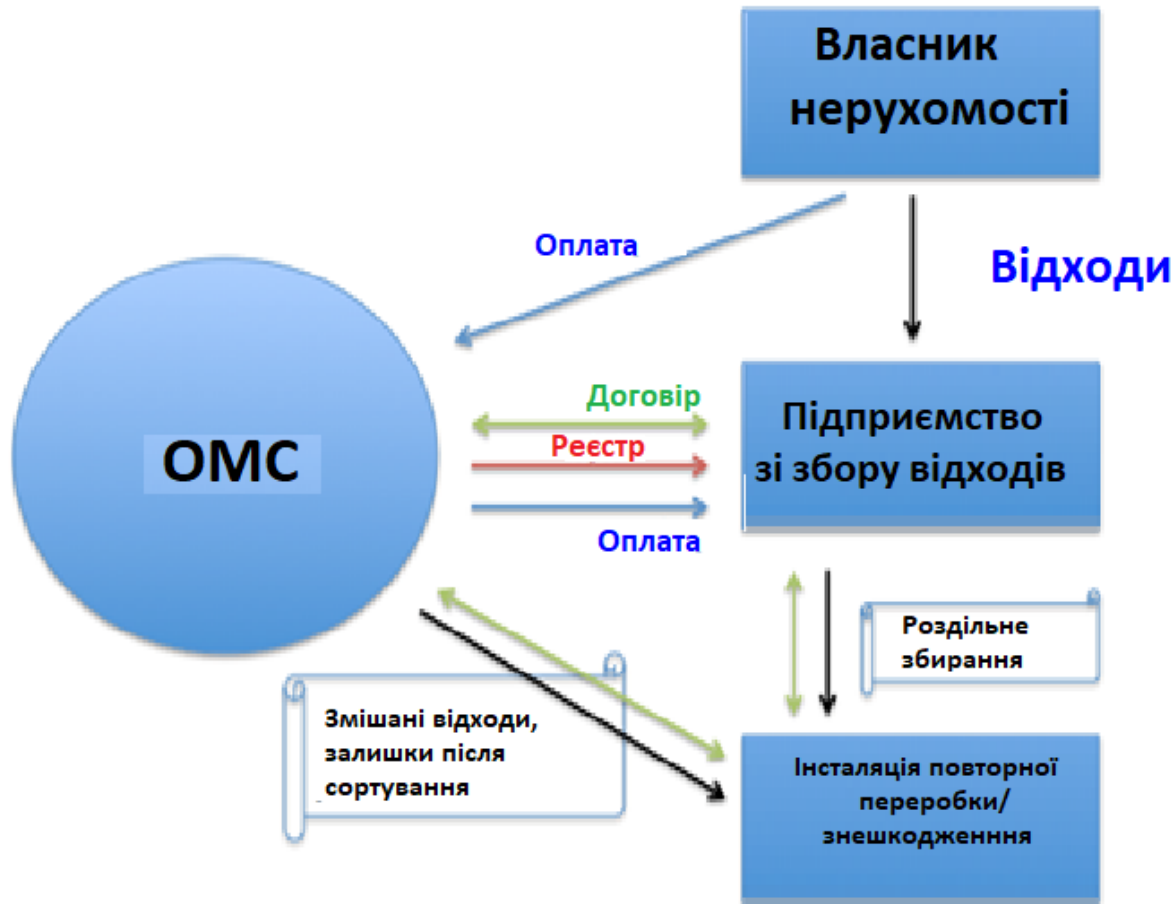 Власник
нерухомості
Оплата
Відходи
Договір
Реєстр
Оплата
ОМС
Підприємство
зі збору відходів
Роздільне
збирання
Змішані відходи,
залишки після
сортування
Інсталяція повторної
переробки/
знешкодженння